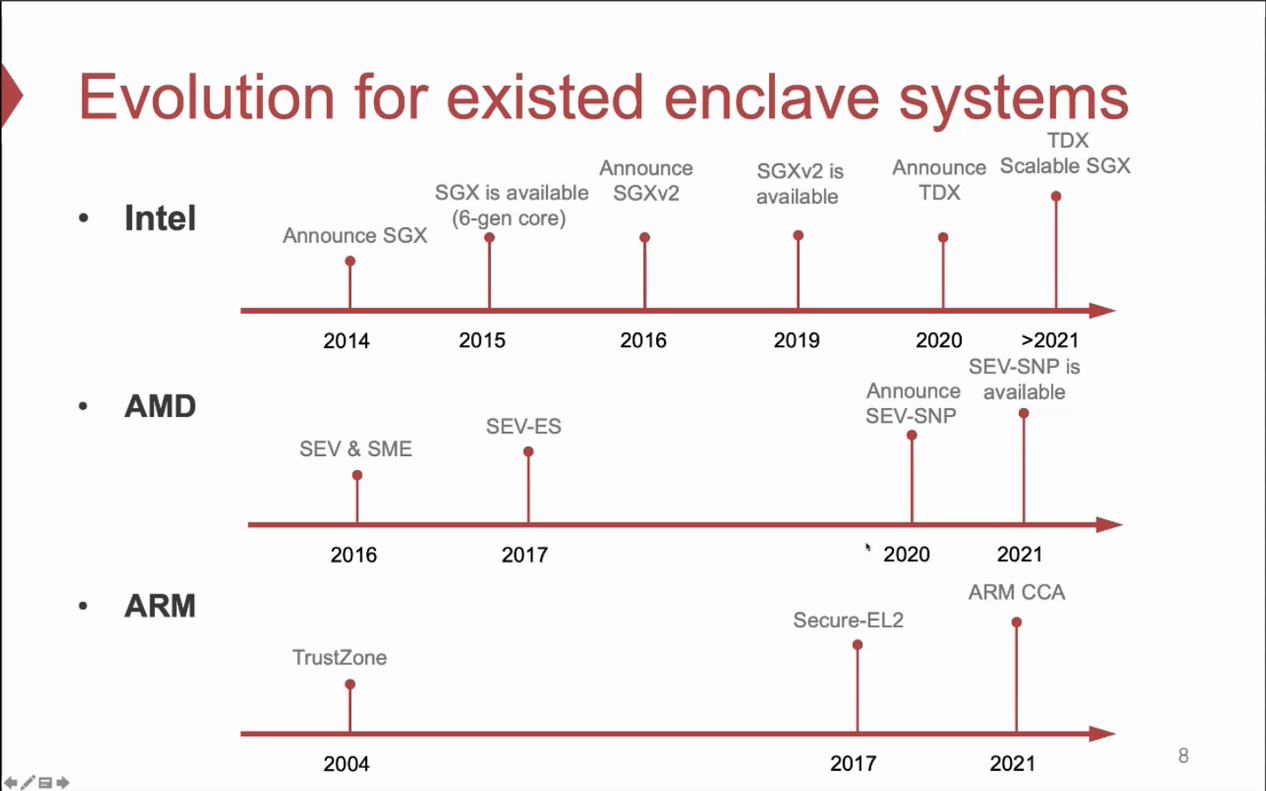 Evolution for existed enclave systems
• Intel
Announce SGX
SGX is available
(6-gen core)
Announce
SGXv2
SGXv2 is
available
Announce
TDX
TDX
Scalable SGX
2014
2015
2016
2019
2020
>2021
• AMD
SEV & SME
SEV-ES
Announce
SEV-SNP
SEV-SNP is
available
2016
2017
2020
2021
• ARM
TrustZone
Secure-EL2
ARM CCA
2004
2017
2021
8